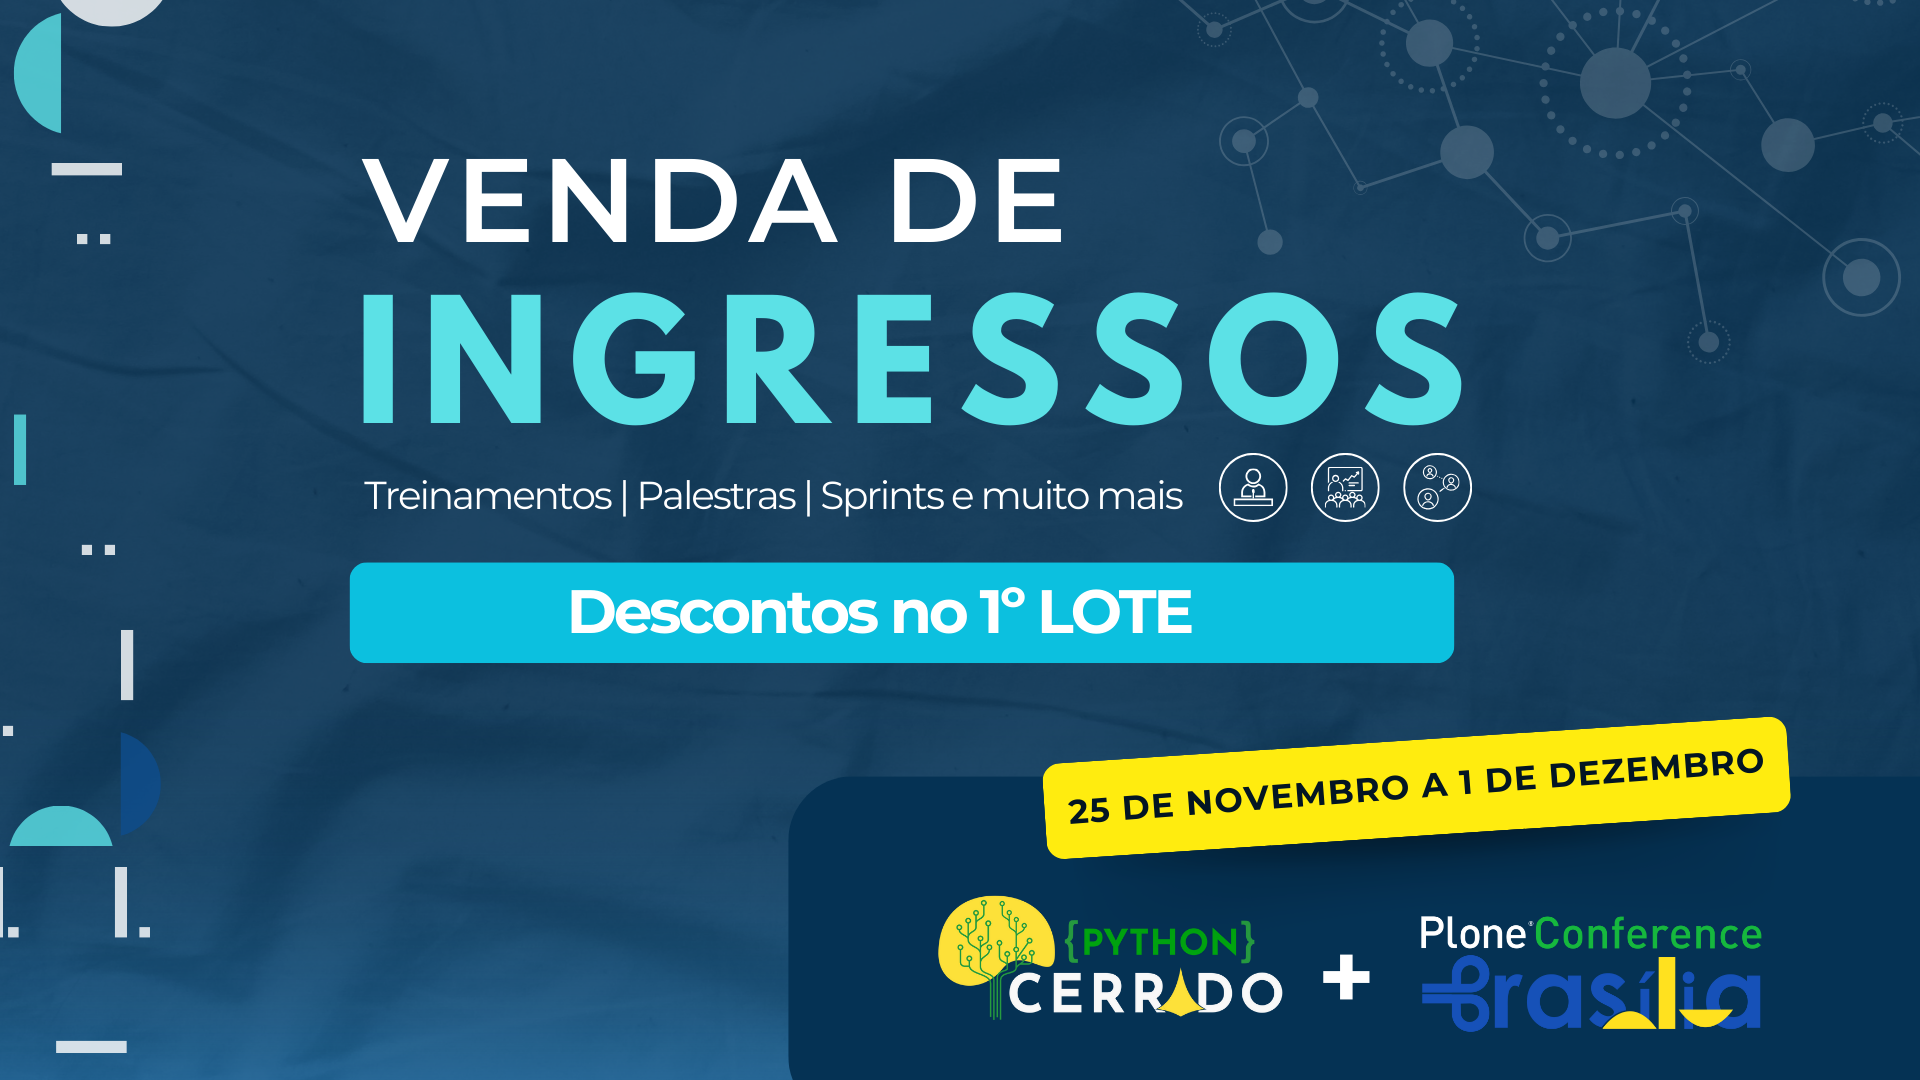 VENDA DE
INGRESSOS
Treinamentos | Palestras | Sprints e muito mais
Descontos no 1º LOTE
25 DE NOVEMBRO A 1 DE DEZEMBRO
{PYTHON}
CERRADO
+
Plone® Conference
Brasília